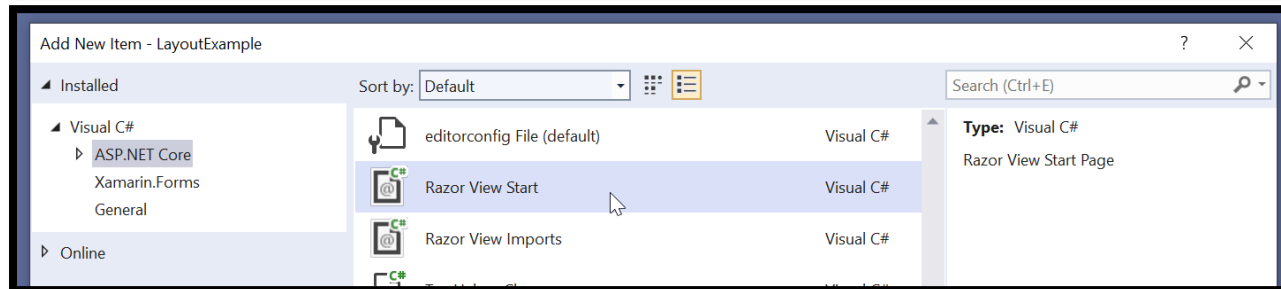 Add New Item - LayoutExample
?
Installed
Sort by: Default
Search (Ctrl+E)
Visual C#
ASP.NET Core
Xamarin.Forms
General
Online
editorconfig File (default) Visual C#
C# @ Razor View Start Visual C#
C# @ Razor View Imports Visual C#
C#
Type: Visual C#
Razor View Start Page